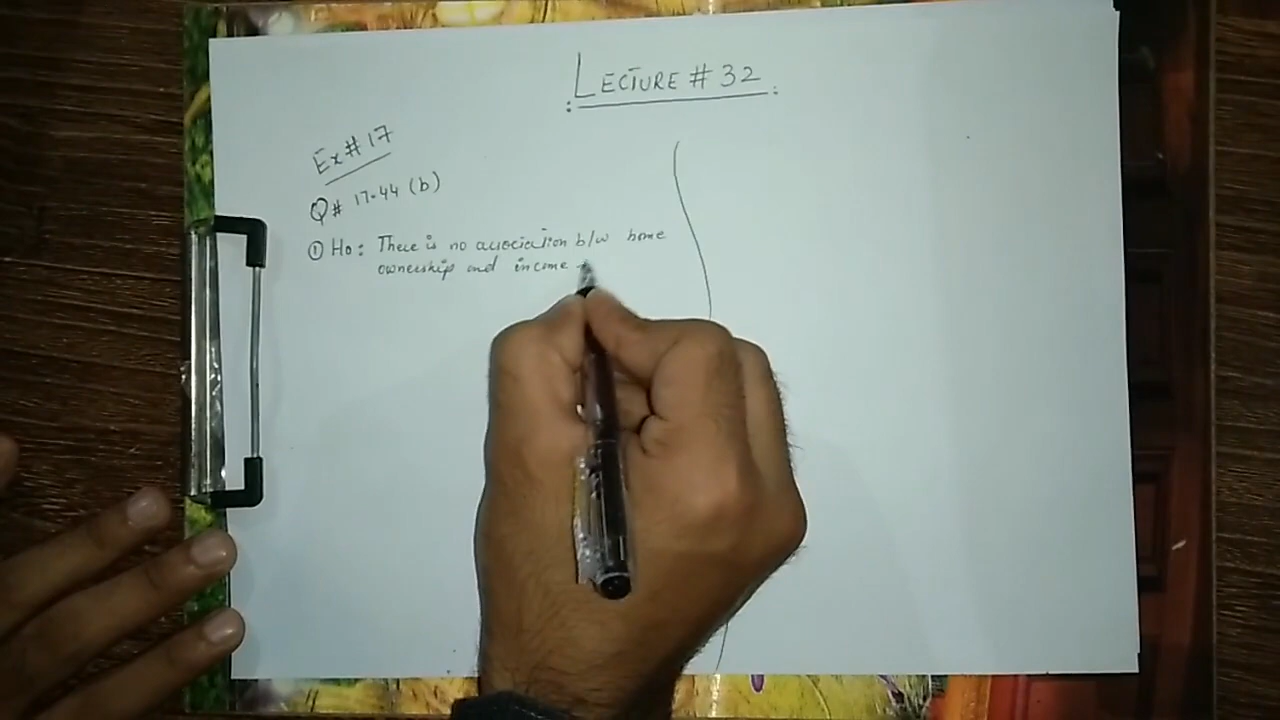 LECTURE # 32
Ex # 17
Q# 17.44 (b)
① Ho: There is no association b/w home
ownership and income